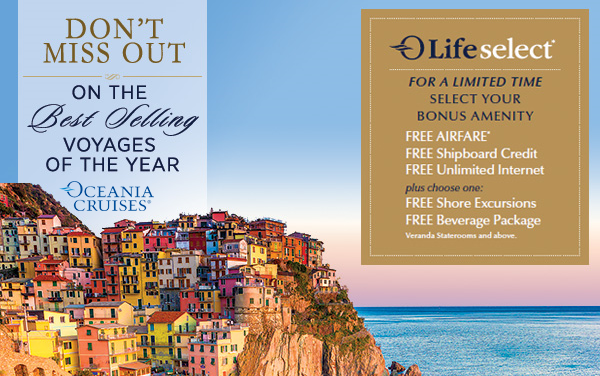 DON'T
MISS OUT
ON THE
Best Selling
VOYAGES
OF THE YEAR
OCEANIA
CRUISES®
OLife select®
FOR A LIMITED TIME
SELECT YOUR
BONUS AMENITY
FREE AIRFARE*
FREE Shipboard Credit
FREE Unlimited Internet
plus choose one:
FREE Shore Excursions
FREE Beverage Package
Veranda Staterooms and above.